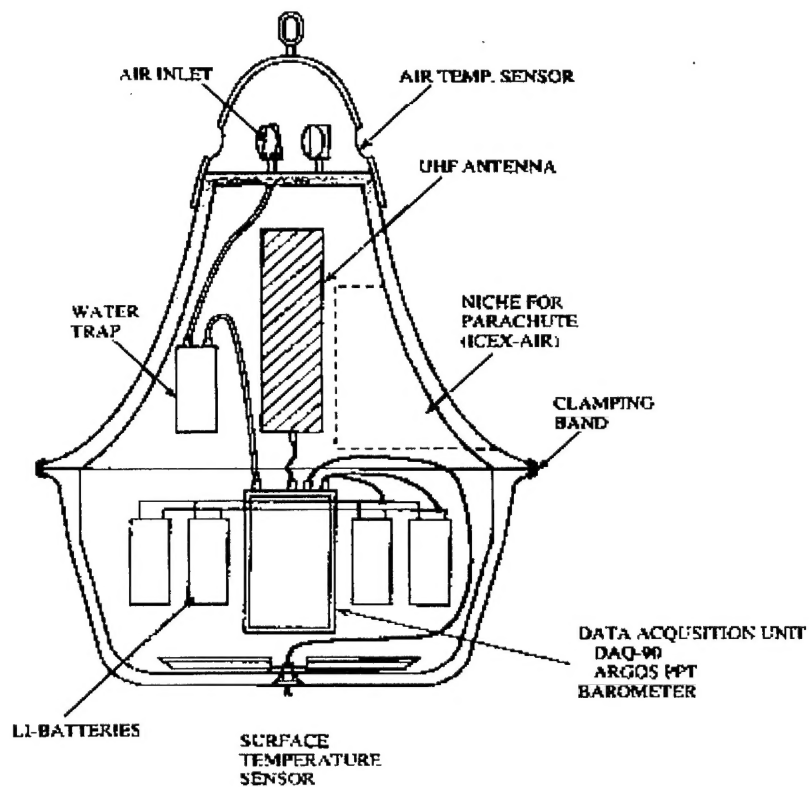 AIR INLET
AIR TEMP. SENSOR
UHF ANTENNA
WATER
TRAP
NICHE FOR
PARACHUTE
(ICEX-AIR)
CLAMPING
BAND
DATA ACQUSITION UNIT
DAQ-90
ARGOS PPT
BAROMETER
LI-BATTERIES
SURFACE
TEMPERATURE
SENSOR